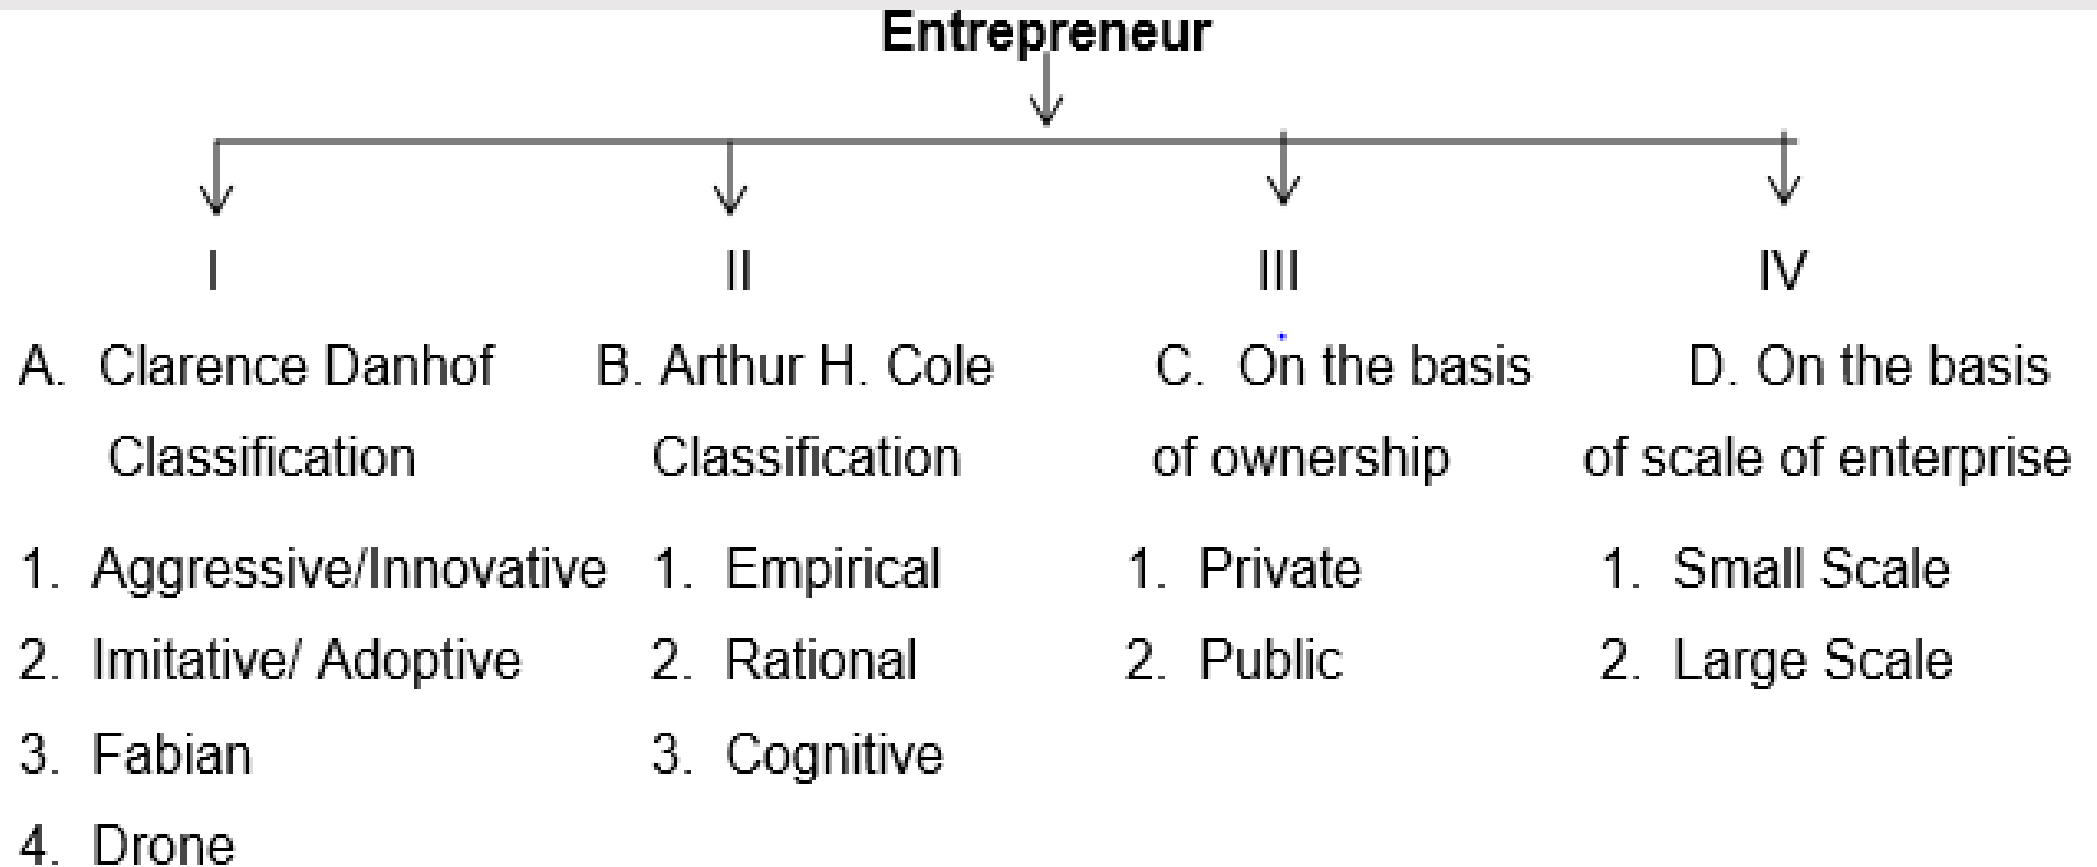 Entrepreneur
I
II
III
IV
A. Clarence Danhof
Classification
B. Arthur H. Cole
Classification
C. On the basis
of ownership
D. On the basis
of scale of enterprise
1. Aggressive/Innovative
2. Imitative/ Adoptive
3. Fabian
4. Drone
1. Empirical
2. Rational
3. Cognitive
1. Private
2. Public
1. Small Scale
2. Large Scale